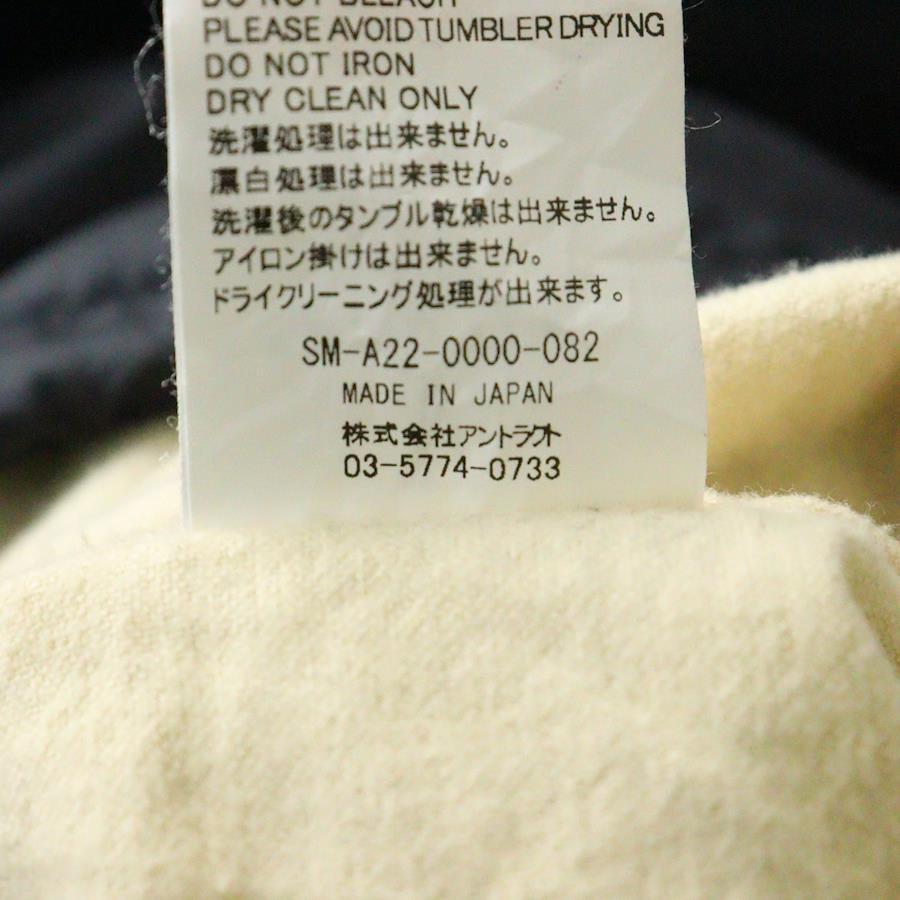 DO NOT BLEACH
PLEASE AVOID TUMBLER DRYING
DO NOT IRON
DRY CLEAN ONLY
洗濯処理は出来ません。
漂白処理は出来ません。
洗濯後のタンブル乾燥は出来ません。
アイロン掛けは出来ません。
ドライクリーニング処理が出来ます。
SM-A22-0000-082
MADE IN JAPAN
株式会社アントラクト
03-5774-0733